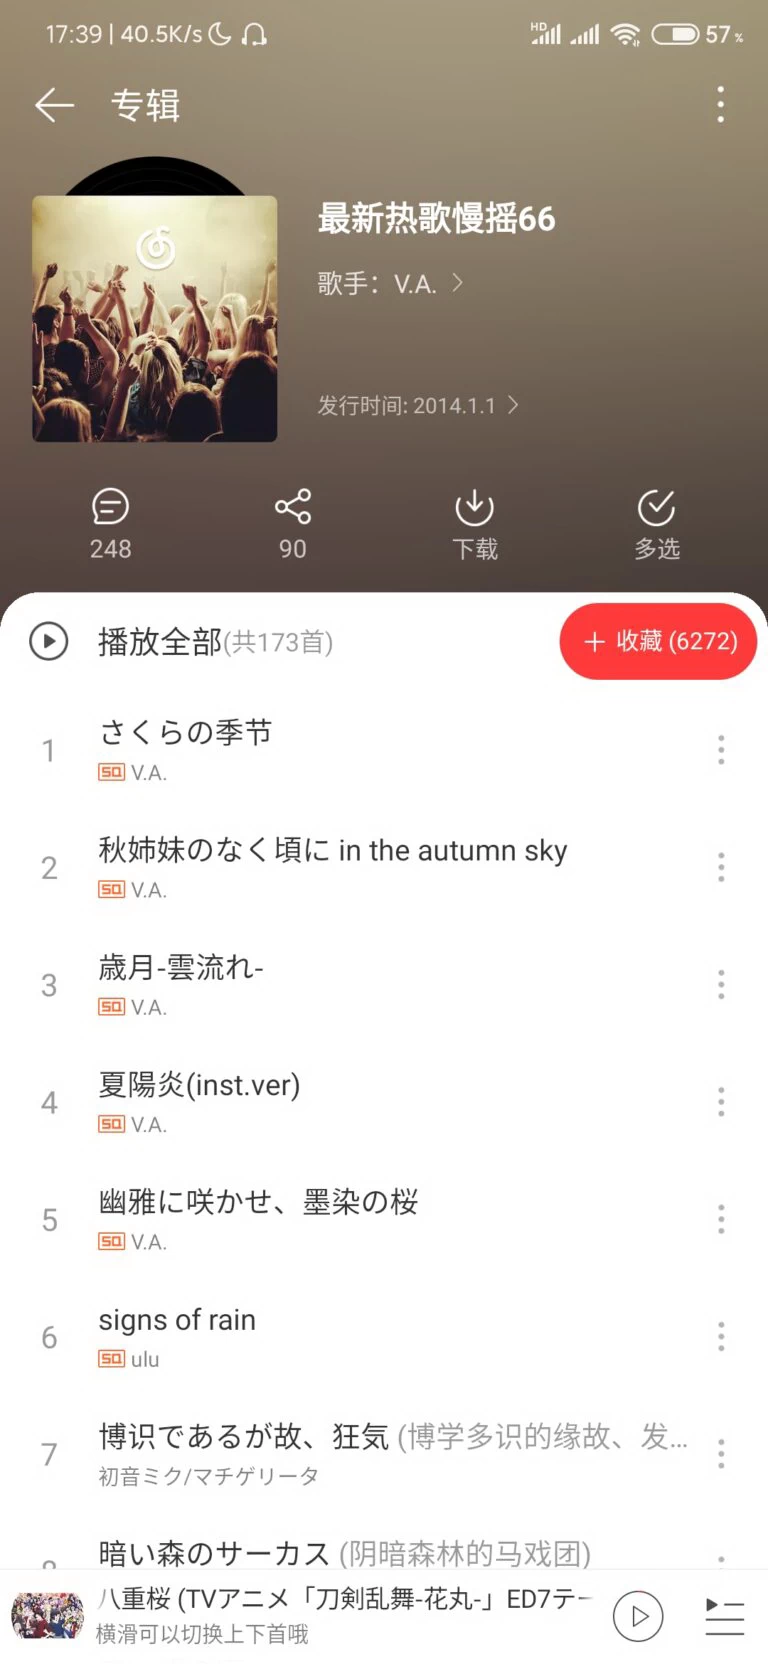 17:39 | 40.5K/s
HD
57%
专辑
最新热歌慢摇66
歌手：V.A.
发行时间: 2014.1.1
248
90
下载
多选
播放全部(共173首)
+ 收藏 (6272)
1
さくらの季节
SQ V.A.
2
秋姉妹のなく頃に in the autumn sky
SQ V.A.
3
歳月-雲流れ-
SQ V.A.
4
夏陽炎(inst.ver)
SQ V.A.
5
幽雅に咲かせ、墨染の桜
SQ V.A.
6
signs of rain
SQ ulu
7
博识であるが故、狂気 (博学多识的缘故、发...
初音ミク/マチゲリータ
暗い森のサーカス (阴暗森林的马戏团)
八重桜 (TVアニメ「刀剣乱舞-花丸-」ED7テー
横滑可以切换上下首哦